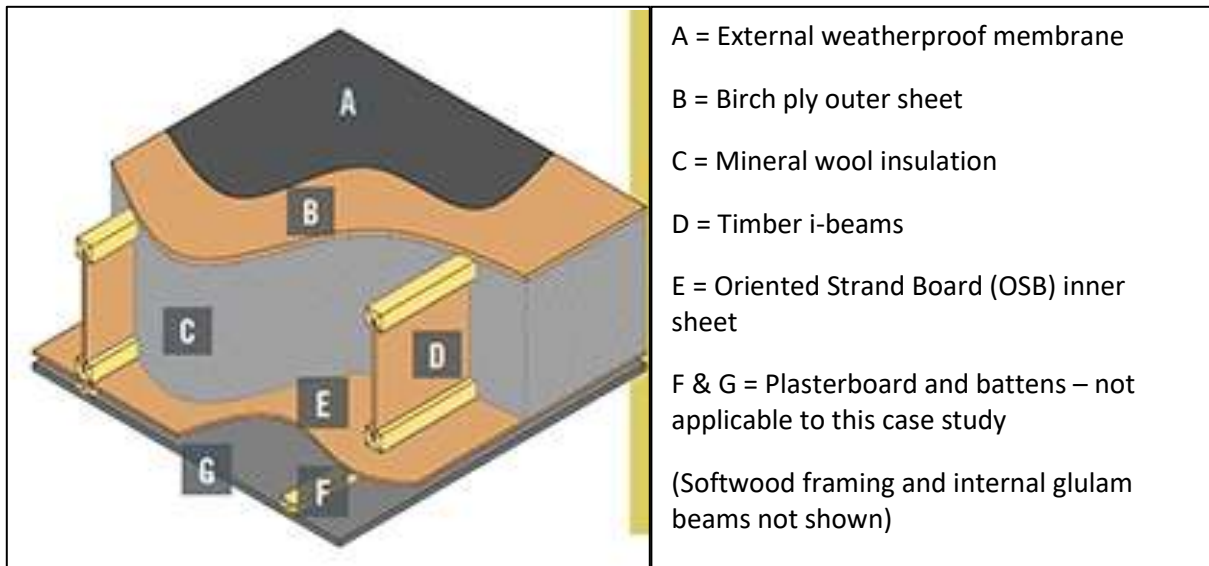 A
B
C
D
E
F
G
A = External weatherproof membrane
B = Birch ply outer sheet
C = Mineral wool insulation
D = Timber i-beams
E = Oriented Strand Board (OSB) inner
sheet
F & G = Plasterboard and battens – not
applicable to this case study
(Softwood framing and internal glulam
beams not shown)